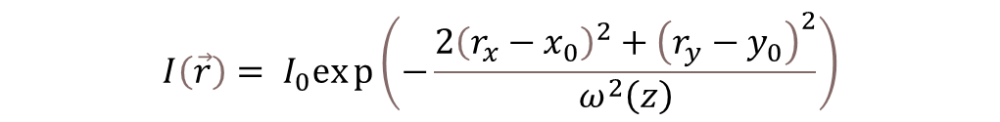 I(r⃗) = I₀exp(−(2(rₓ − x₀)² + (r_y − y₀)²)/(ω²(z)))